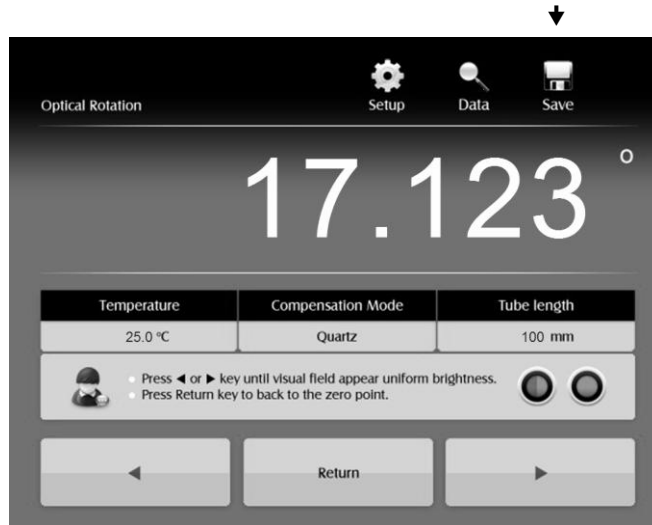 Setup Data Save
Optical Rotation
17.123 °
Temperature Compensation Mode Tube length
25.0 ºC Quartz 100 mm
Press ◀ or ▶ key until visual field appear uniform brightness.
Press Return key to back to the zero point.
◀ Return ▶